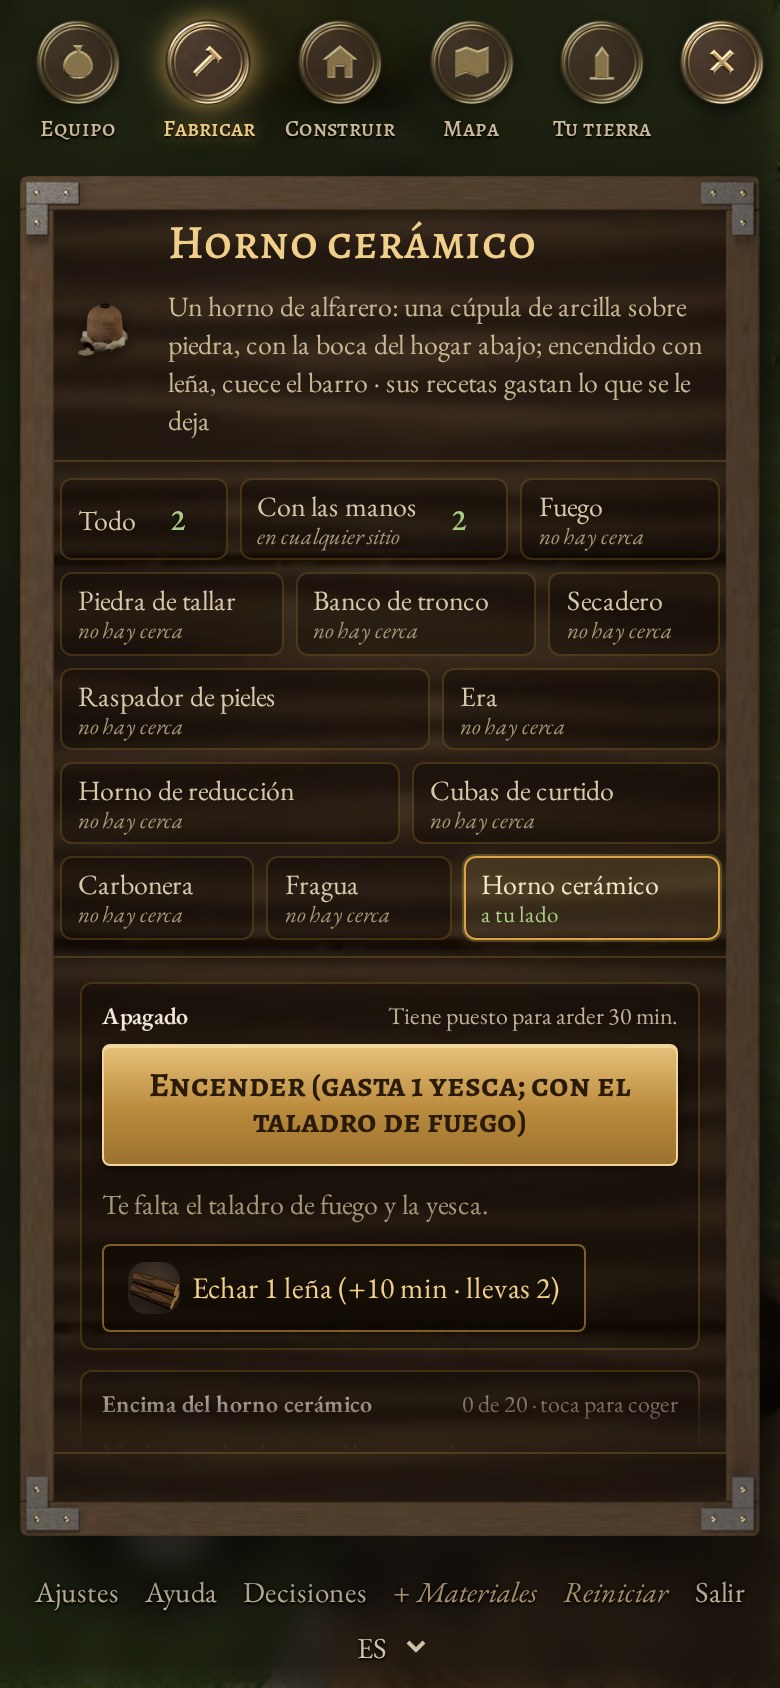 Equipo
Fabricar
Construir
Mapa
Tu tierra
Horno cerámico
Un horno de alfarero: una cúpula de arcilla sobre
piedra, con la boca del hogar abajo; encendido con
leña, cuece el barro · sus recetas gastan lo que se le
deja
Todo 2
Con las manos 2
en cualquier sitio
Fuego
no hay cerca
Piedra de tallar
no hay cerca
Banco de tronco
no hay cerca
Secadero
no hay cerca
Raspador de pieles
no hay cerca
Era
no hay cerca
Horno de reducción
no hay cerca
Cubas de curtido
no hay cerca
Carbonera
no hay cerca
Fragua
no hay cerca
Horno cerámico
a tu lado
Apagado
Tiene puesto para arder 30 min.
Encender (gasta 1 yesca; con el
taladro de fuego)
Te falta el taladro de fuego y la yesca.
Echar 1 leña (+10 min · llevas 2)
Encima del horno cerámico
0 de 20 · toca para coger
Ajustes
Ayuda
Decisiones
+ Materiales
Reiniciar
Salir
ES